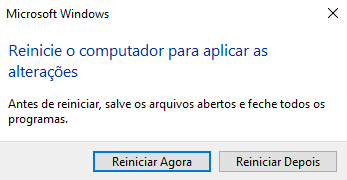 Microsoft Windows
Reinicie o computador para aplicar as
alterações
Antes de reiniciar, salve os arquivos abertos e feche todos os
programas.
Reiniciar Agora
Reiniciar Depois